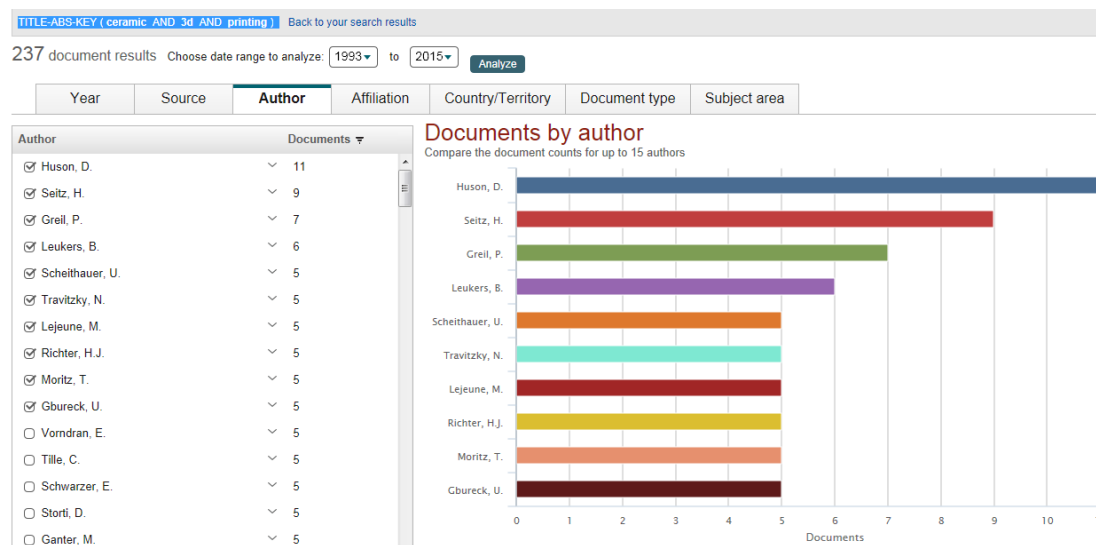 TITLE-ABS-KEY ( ceramic AND 3d AND printing ) Back to your search results
237 document results Choose date range to analyze: 1993 to 2015 Analyze
Year Source Author Affiliation Country/Territory Document type Subject area
Author Documents
Huson, D. 11
Seitz, H. 9
Greil, P. 7
Leukers, B. 6
Scheithauer, U. 5
Travitzky, N. 5
Lejeune, M. 5
Richter, H.J. 5
Moritz, T. 5
Gbureck, U. 5
Vorndran, E. 5
Tille, C. 5
Schwarzer, E. 5
Storti, D. 5
Ganter, M. 5
Documents by author
Compare the document counts for up to 15 authors
Huson, D.
Seitz, H.
Greil, P.
Leukers, B.
Scheithauer, U.
Travitzky, N.
Lejeune, M.
Richter, H.J.
Moritz, T.
Gbureck, U.
0 1 2 3 4 5 6 7 8 9 10
Documents